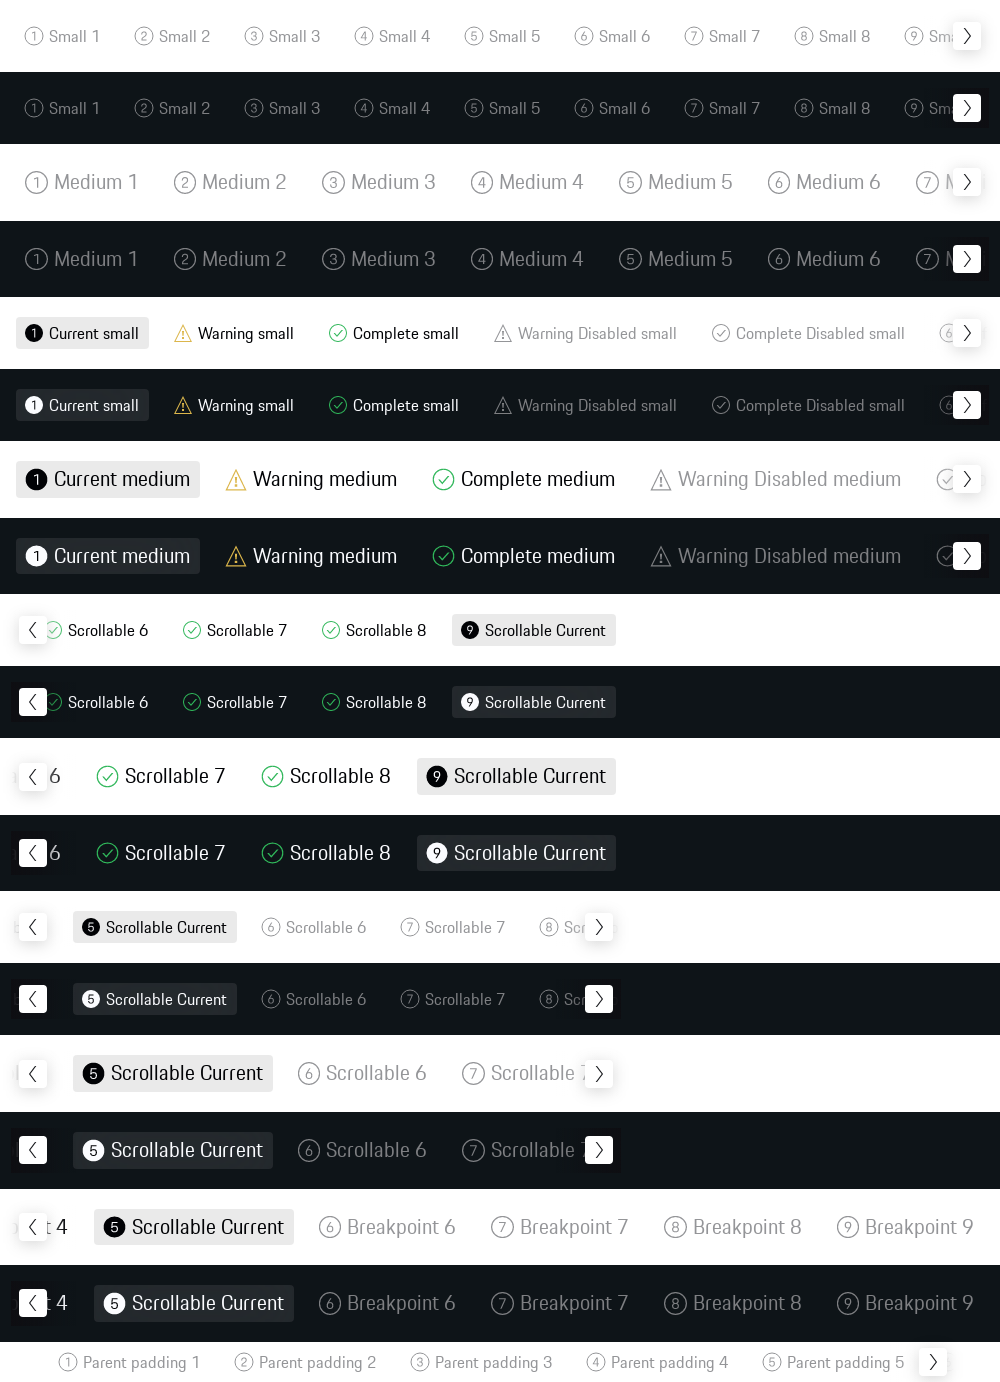 1 Small 1 2 Small 2 3 Small 3 4 Small 4 5 Small 5 6 Small 6 7 Small 7 8 Small 8 9
1 Small 1 2 Small 2 3 Small 3 4 Small 4 5 Small 5 6 Small 6 7 Small 7 8 Small 8 9
1 Medium 1 2 Medium 2 3 Medium 3 4 Medium 4 5 Medium 5 6 Medium 6 7
1 Medium 1 2 Medium 2 3 Medium 3 4 Medium 4 5 Medium 5 6 Medium 6 7
1 Current small Warning small Complete small Warning Disabled small Complete Disabled small 6
1 Current small Warning small Complete small Warning Disabled small Complete Disabled small 6
1 Current medium Warning medium Complete medium Warning Disabled medium
1 Current medium Warning medium Complete medium Warning Disabled medium
Scrollable 6 Scrollable 7 Scrollable 8 9 Scrollable Current
Scrollable 6 Scrollable 7 Scrollable 8 9 Scrollable Current
6 Scrollable 7 Scrollable 8 9 Scrollable Current
6 Scrollable 7 Scrollable 8 9 Scrollable Current
5 Scrollable Current 6 Scrollable 6 7 Scrollable 7 8
5 Scrollable Current 6 Scrollable 6 7 Scrollable 7 8
5 Scrollable Current 6 Scrollable 6 7 Scrollable
5 Scrollable Current 6 Scrollable 6 7 Scrollable
4 5 Scrollable Current 6 Breakpoint 6 7 Breakpoint 7 8 Breakpoint 8 9 Breakpoint 9
4 5 Scrollable Current 6 Breakpoint 6 7 Breakpoint 7 8 Breakpoint 8 9 Breakpoint 9
1 Parent padding 1 2 Parent padding 2 3 Parent padding 3 4 Parent padding 4 5 Parent padding 5